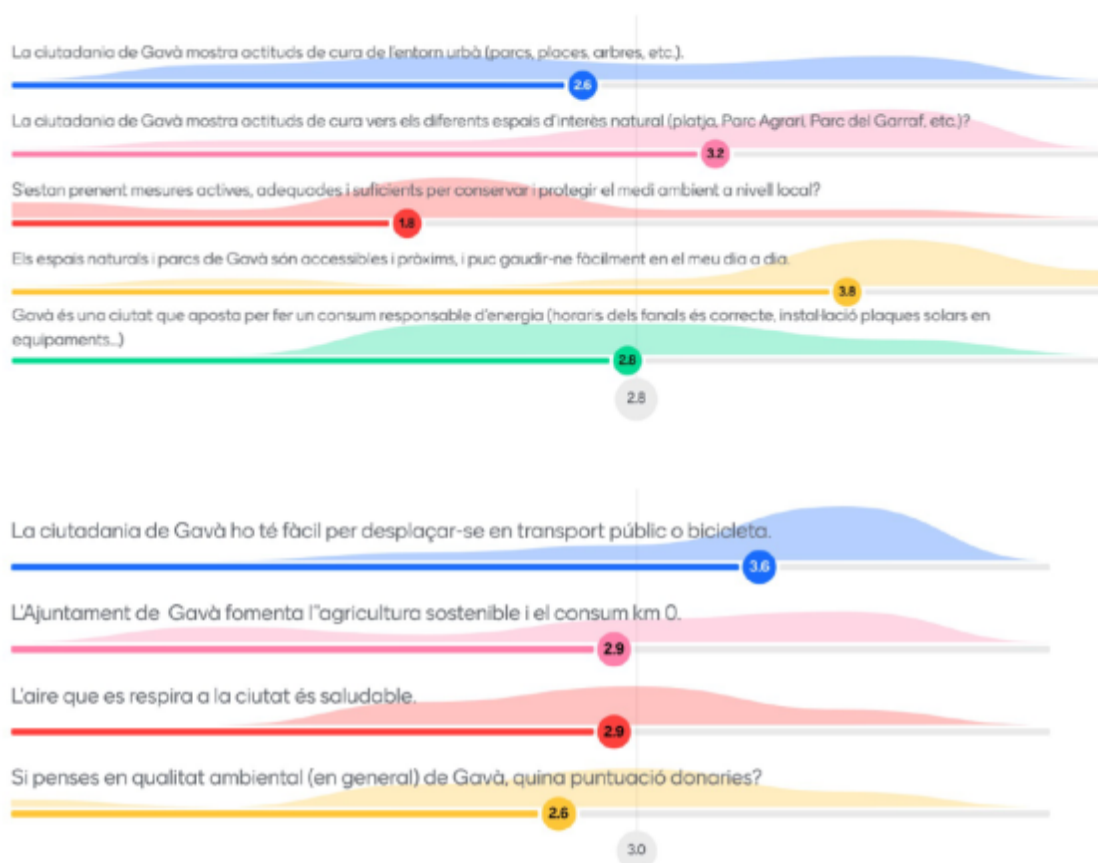 La ciutadania de Gavà mostra actituds de cura de l'entorn urbà (parcs, places, arbres, etc.).
2.6
La ciutadania de Gavà mostra actituds de cura vers els diferents espais d'interès natural (platja, Parc Agrari, Parc del Garraf, etc.)?
3.2
S'estan prenent mesures actives, adequades i suficients per conservar i protegir el medi ambient a nivell local?
1.8
Els espais naturals i parcs de Gavà són accessibles i pròxims, i puc gaudir-ne fàcilment en el meu dia a dia.
3.8
Gavà és una ciutat que aposta per fer un consum responsable d'energia (horaris dels fanals és correcte, instal·lació plaques solars en
equipaments...)
2.8
2.8
La ciutadania de Gavà ho té fàcil per desplaçar-se en transport públic o bicicleta.
3.6
L'Ajuntament de  Gavà fomenta l''agricultura sostenible i el consum km 0.
2.9
L'aire que es respira a la ciutat és saludable.
2.9
Si penses en qualitat ambiental (en general) de Gavà, quina puntuació donaries?
2.6
3.0